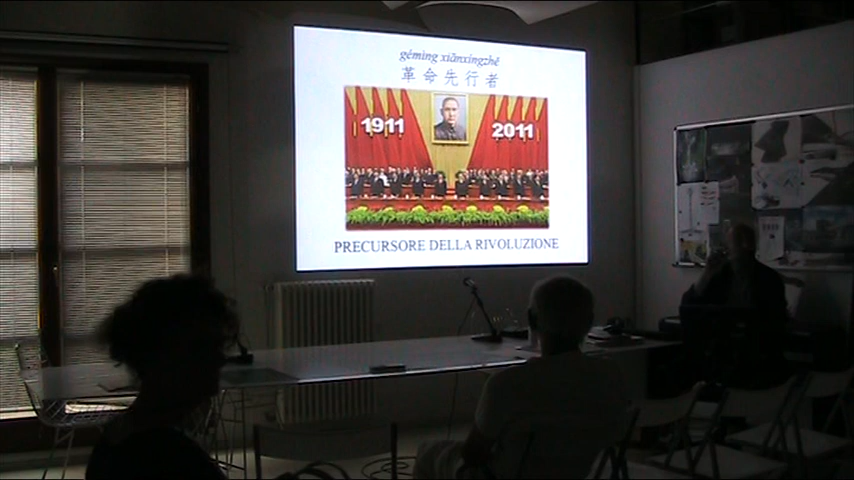 gémìng xiānxíngzhě
革命先行者
1911 2011
PRECURSORE DELLA RIVOLUZIONE